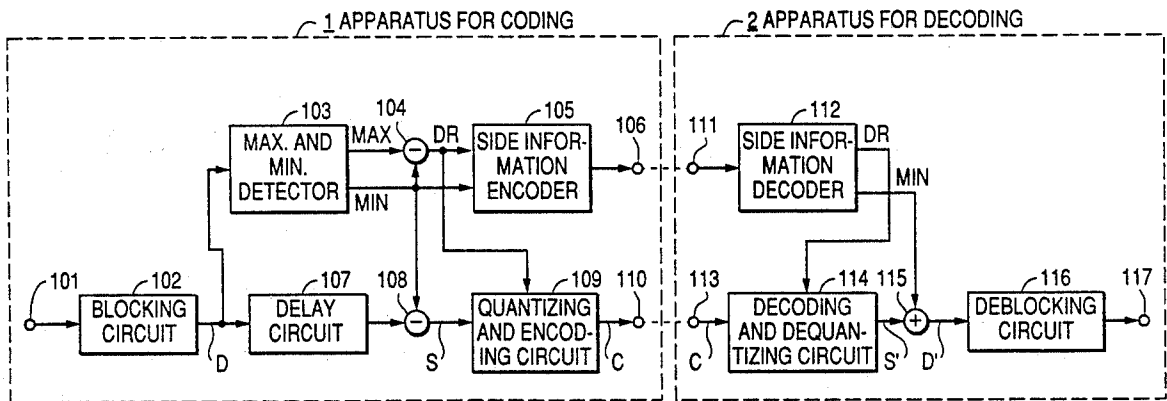 1 APPARATUS FOR CODING
2 APPARATUS FOR DECODING
103
MAX. AND
MIN.
DETECTOR
MAX
MIN
104
DR
105
SIDE INFOR-
MATION
ENCODER
106
111
112
SIDE INFOR-
MATION
DECODER
DR
MIN
101
102
BLOCKING
CIRCUIT
D
107
DELAY
CIRCUIT
108
S
109
QUANTIZING
AND ENCOD-
ING CIRCUIT
C
110
113
C
114
DECODING
AND DEQUAN-
TIZING CIRCUIT
S'
115
D'
116
DEBLOCKING
CIRCUIT
117